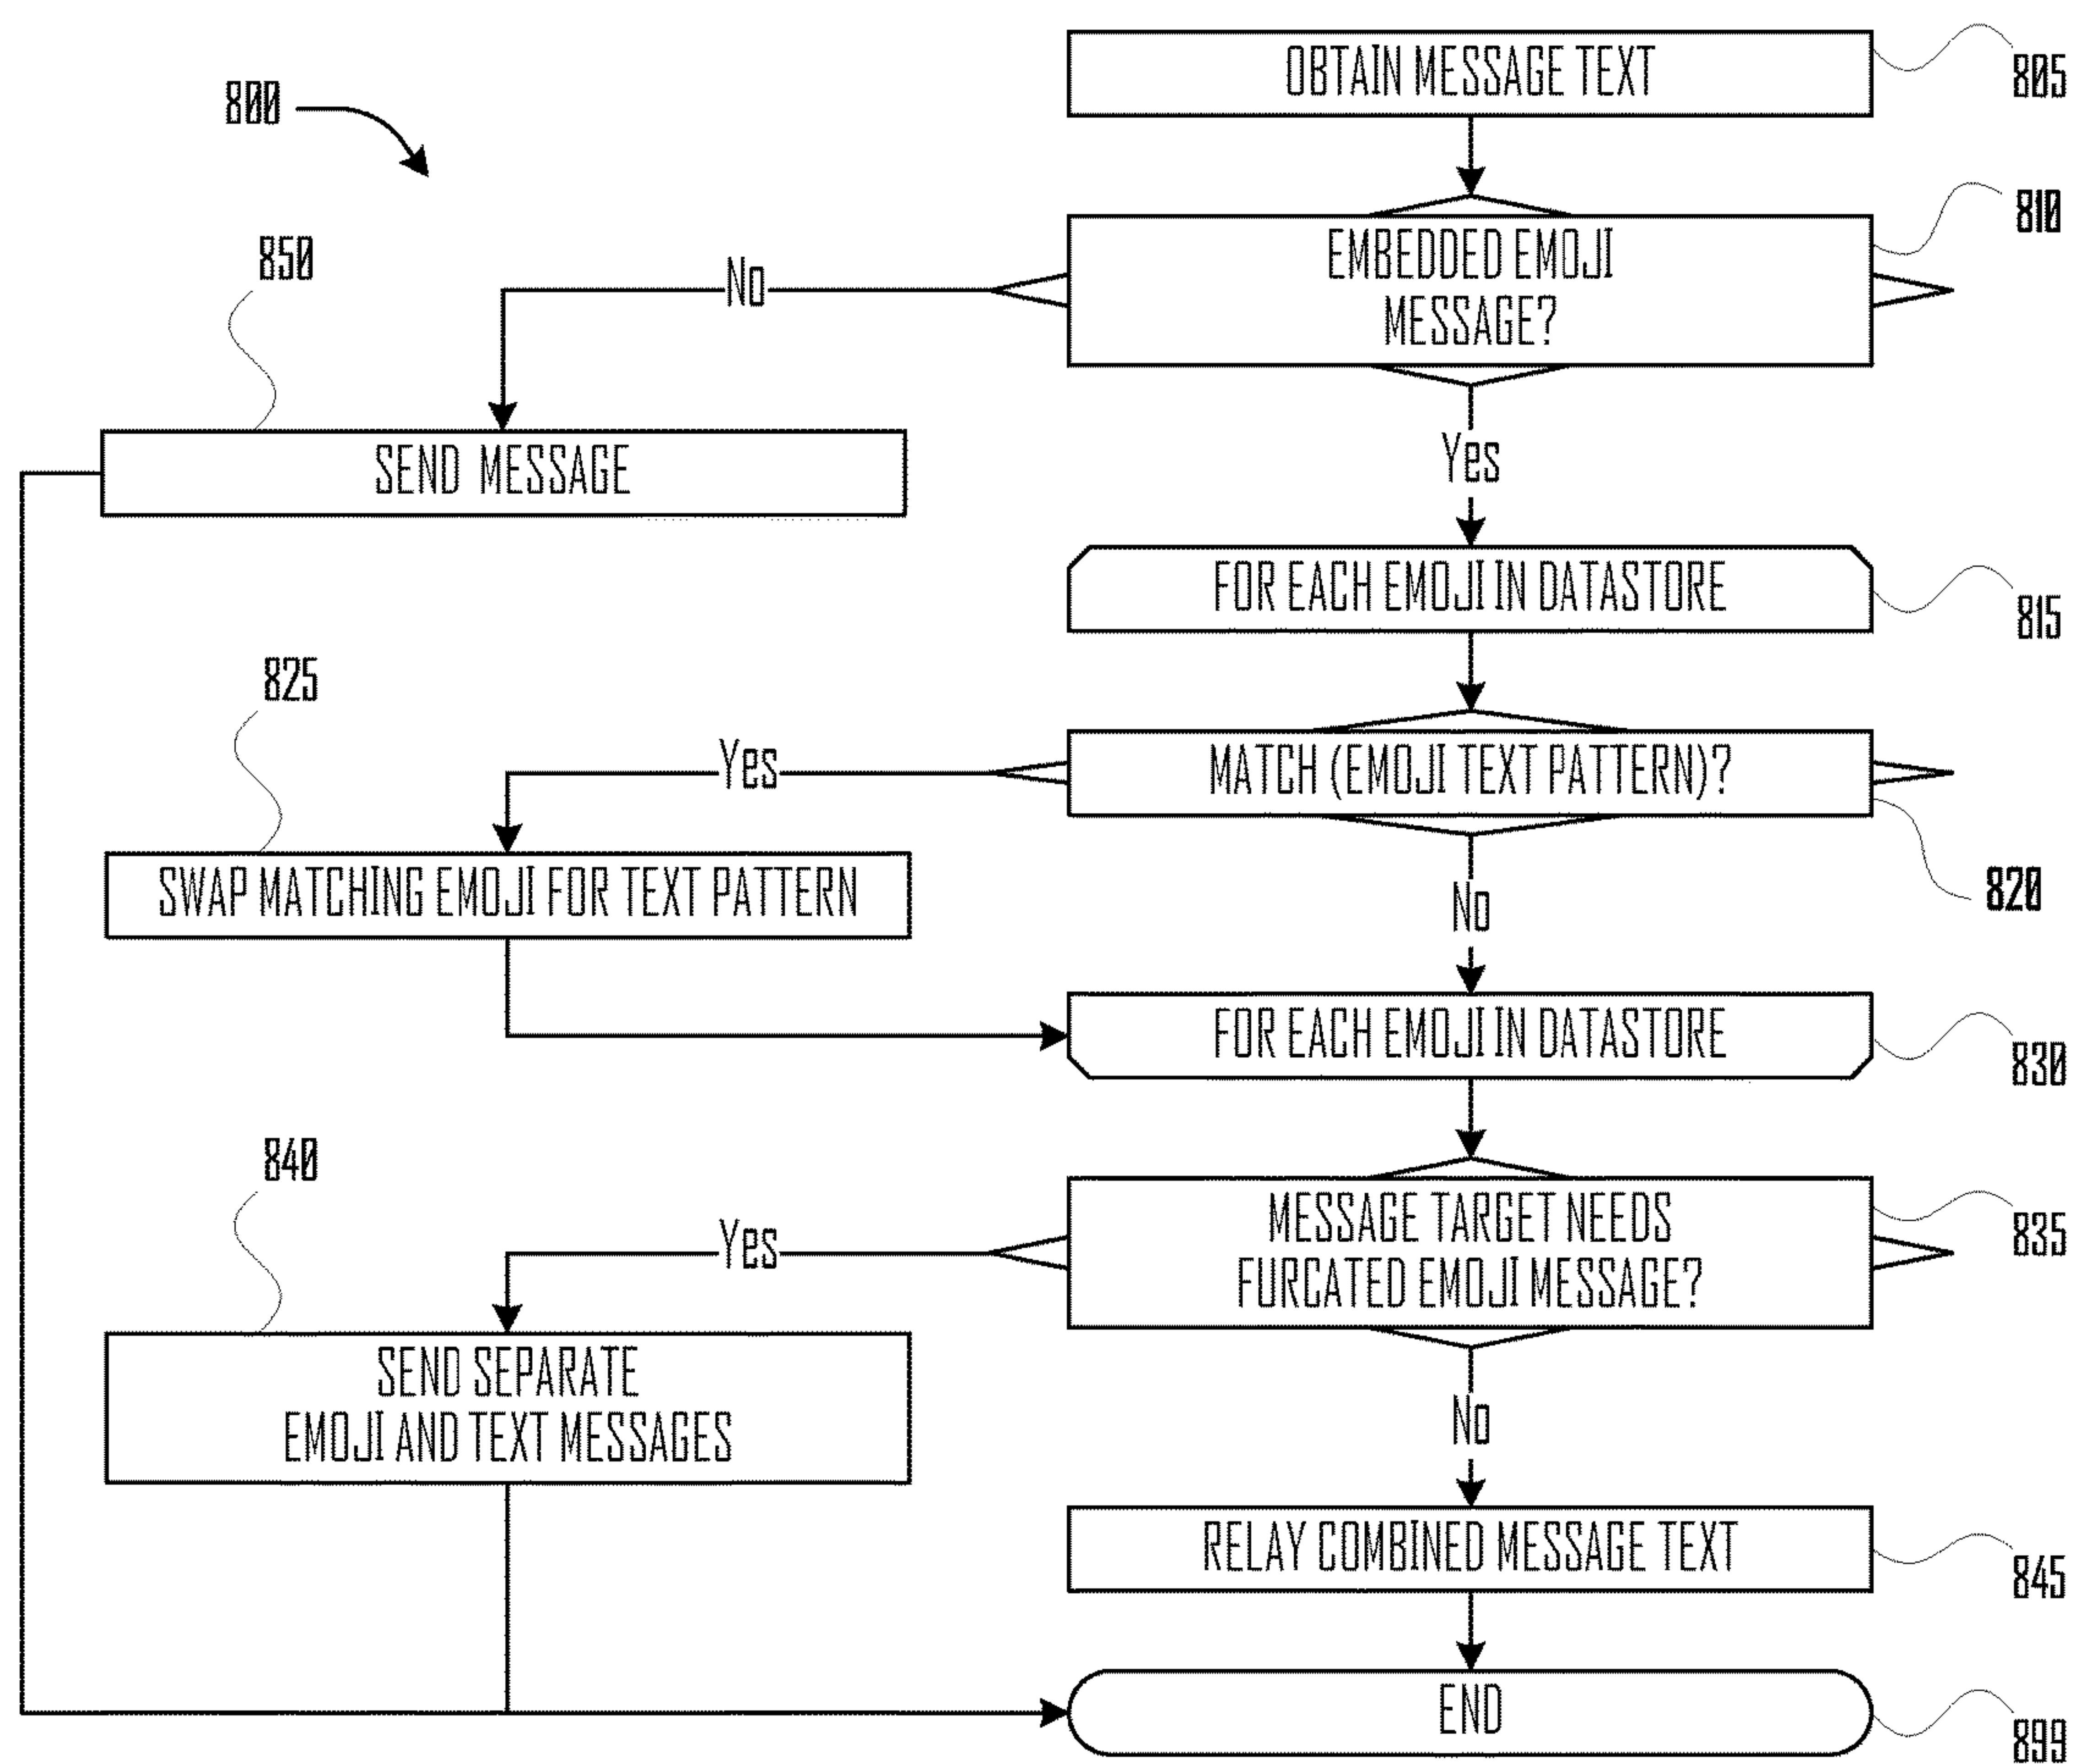 800
OBTAIN MESSAGE TEXT
805
EMBEDDED EMOJI
MESSAGE?
810
No
850
SEND MESSAGE
Yes
FOR EACH EMOJI IN DATASTORE
815
825
Yes
MATCH (EMOJI TEXT PATTERN)?
820
SWAP MATCHING EMOJI FOR TEXT PATTERN
No
FOR EACH EMOJI IN DATASTORE
830
840
Yes
MESSAGE TARGET NEEDS
FURCATED EMOJI MESSAGE?
835
SEND SEPARATE
EMOJI AND TEXT MESSAGES
No
RELAY COMBINED MESSAGE TEXT
845
END
899